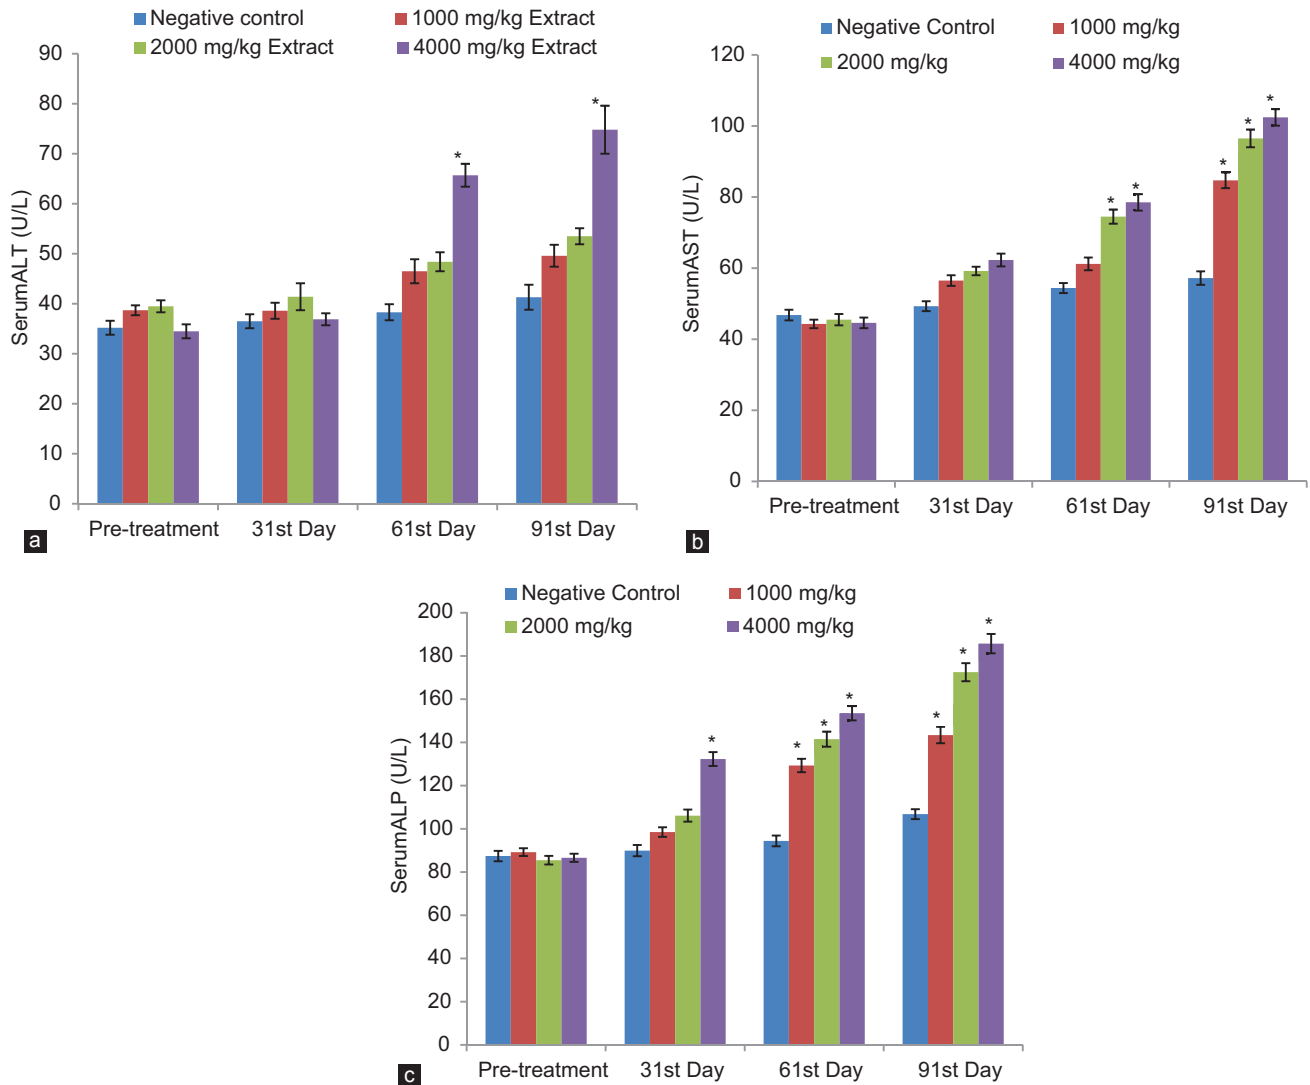 Negative control 1000 mg/kg Extract
2000 mg/kg Extract 4000 mg/kg Extract
90
80
70
60
50
40
30
20
10
0
SerumALT (U/L)
*
*
Pre-treatment 31st Day 61st Day 91st Day
a
Negative Control 1000 mg/kg
2000 mg/kg 4000 mg/kg
120
100
80
60
40
20
0
SerumAST (U/L)
*
*
*
*
*
Pre-treatment 31st Day 61st Day 91st Day
b
Negative Control 1000 mg/kg
2000 mg/kg 4000 mg/kg
200
180
160
140
120
100
80
60
40
20
0
SerumALP (U/L)
*
*
*
*
*
*
*
Pre-treatment 31st Day 61st Day 91st Day
c